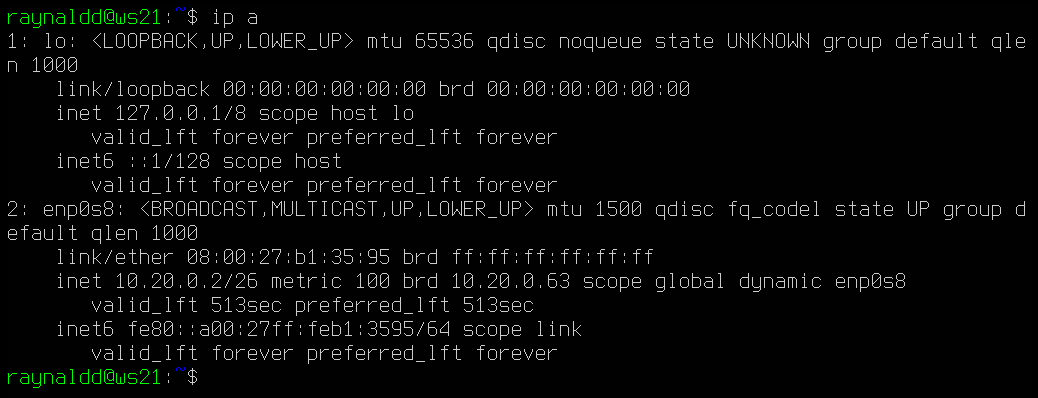 raynaldd@ws21:~$ ip a
1: lo: <LOOPBACK,UP,LOWER_UP> mtu 65536 qdisc noqueue state UNKNOWN group default qle
n 1000
    link/loopback 00:00:00:00:00:00 brd 00:00:00:00:00:00
    inet 127.0.0.1/8 scope host lo
       valid_lft forever preferred_lft forever
    inet6 ::1/128 scope host
       valid_lft forever preferred_lft forever
2: enp0s8: <BROADCAST,MULTICAST,UP,LOWER_UP> mtu 1500 qdisc fq_codel state UP group d
efault qlen 1000
    link/ether 08:00:27:b1:35:95 brd ff:ff:ff:ff:ff:ff
    inet 10.20.0.2/26 metric 100 brd 10.20.0.63 scope global dynamic enp0s8
       valid_lft 513sec preferred_lft 513sec
    inet6 fe80::a00:27ff:feb1:3595/64 scope link
       valid_lft forever preferred_lft forever
raynaldd@ws21:~$